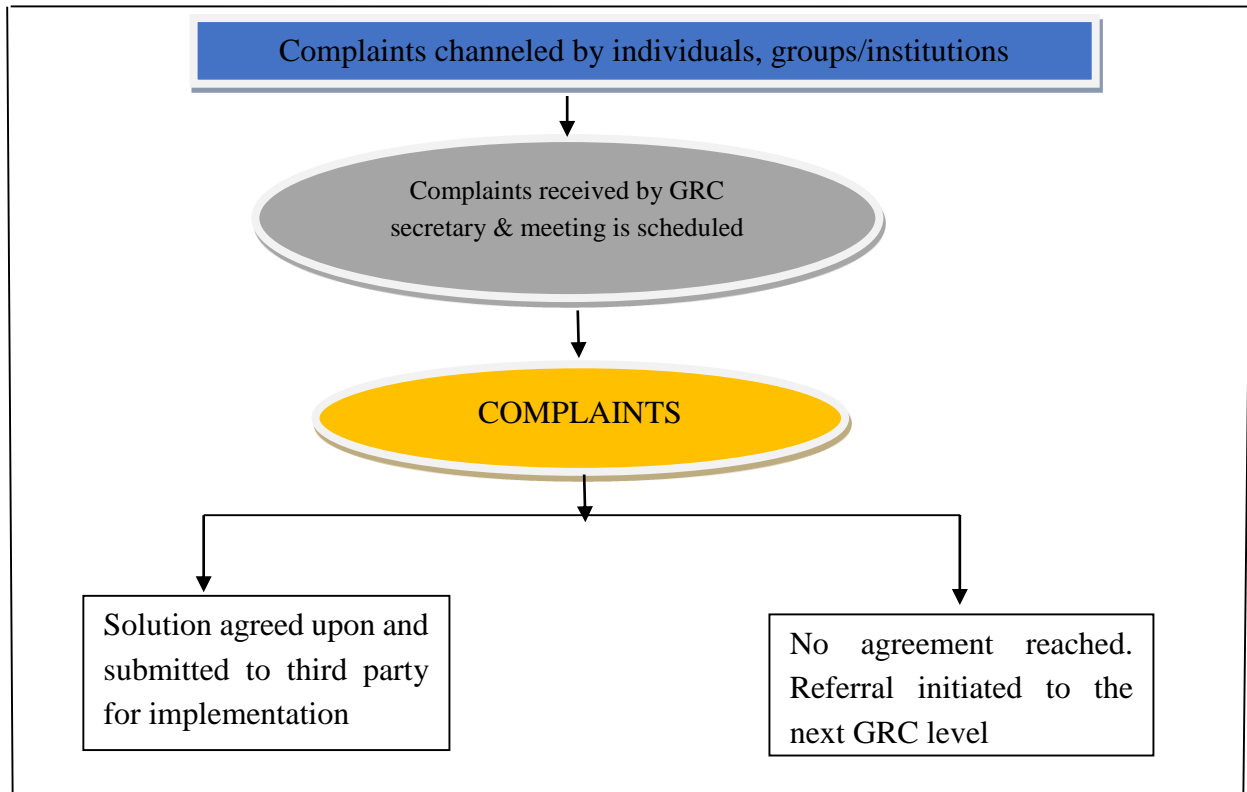 Complaints channeled by individuals, groups/institutions
Complaints received by GRC
secretary & meeting is scheduled
COMPLAINTS
Solution agreed upon and
submitted to third party
for implementation
No agreement reached.
Referral initiated to the
next GRC level